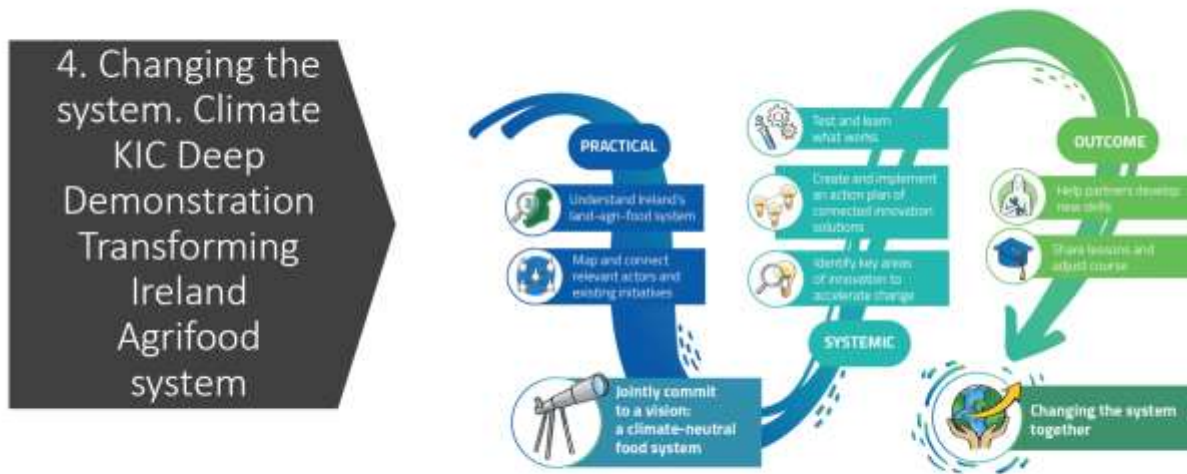 4. Changing the
system. Climate
KIC Deep
Demonstration
Transforming
Ireland
Agrifood
system
PRACTICAL
Understand Ireland's
land-agri-food system
Map and connect
relevant actors and
existing initiatives
Jointly commit
to a vision:
a climate-neutral
food system
Test and learn
what works
Create and implement
an action plan of
connected innovation
solutions
Identify key areas
of innovation to
accelerate change
SYSTEMIC
OUTCOME
Help partners develop
new skills
Share lessons and
adjust course
Changing the system
together